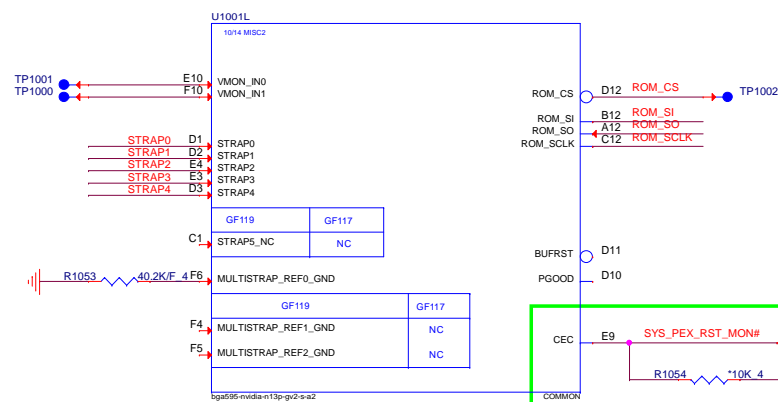 U1001L
10/14 MISC2
TP1001 E10 VMON_IN0
TP1000 F10 VMON_IN1
ROM_CS D12 ROM_CS TP1002
ROM_SI B12 ROM_SI
ROM_SO A12 ROM_SO
ROM_SCLK C12 ROM_SCLK
STRAP0 D1 STRAP0
STRAP1 D2 STRAP1
STRAP2 E4 STRAP2
STRAP3 E3 STRAP3
STRAP4 D3 STRAP4
GF119 GF117
C1 STRAP5_NC NC
BUFRST D11
R1053 40.2K/F_4 F6 MULTISTRAP_REF0_GND
PGOOD D10
GF119 GF117
F4 MULTISTRAP_REF1_GND NC
CEC E9 SYS_PEX_RST_MON#
F5 MULTISTRAP_REF2_GND NC
R1054 *10K_4
bga595-nvidia-n13p-gv2-s-a2 COMMON